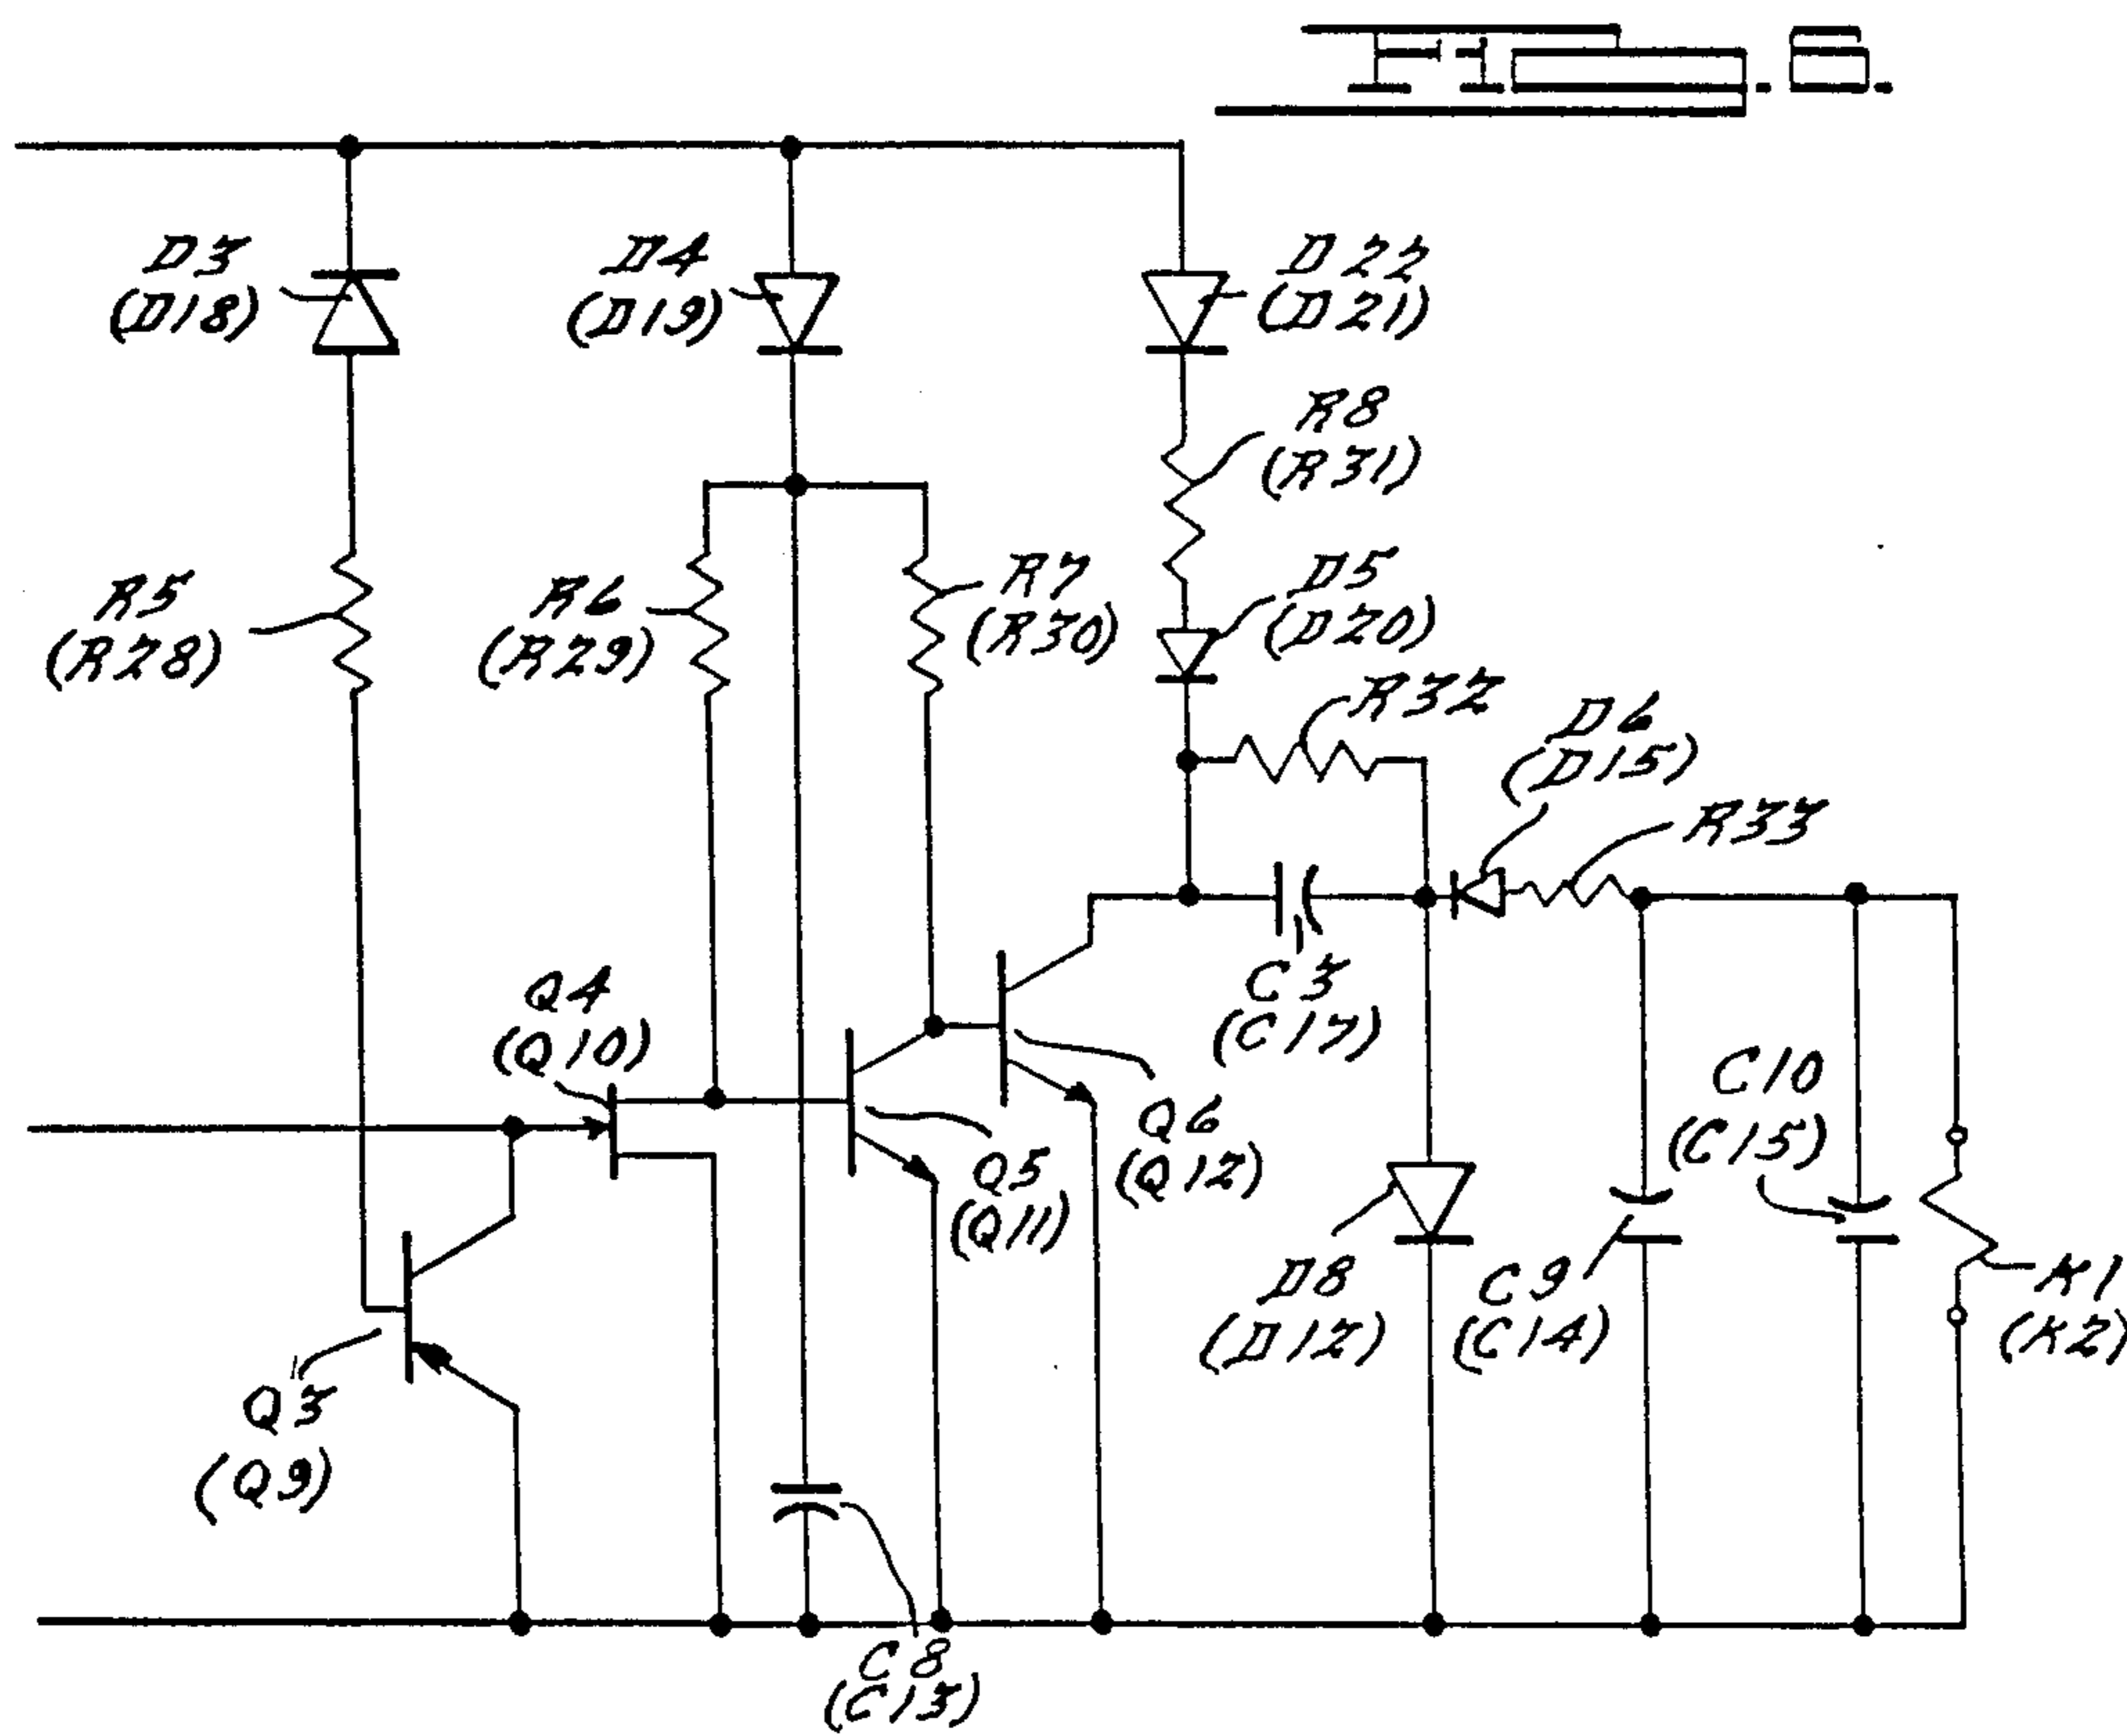 FIG. 8.
D3
(D18)
D4
(D19)
D22
(D21)
R8
(R31)
R5
(R28)
R6
(R29)
R7
(R30)
D5
(D20)
R32
D6
(D15)
R33
Q4
(Q10)
C3
(C17)
C10
(C15)
Q5
(Q11)
Q6
(Q12)
D8
(D12)
C9
(C14)
K1
(K2)
Q3
(Q9)
C8
(C13)